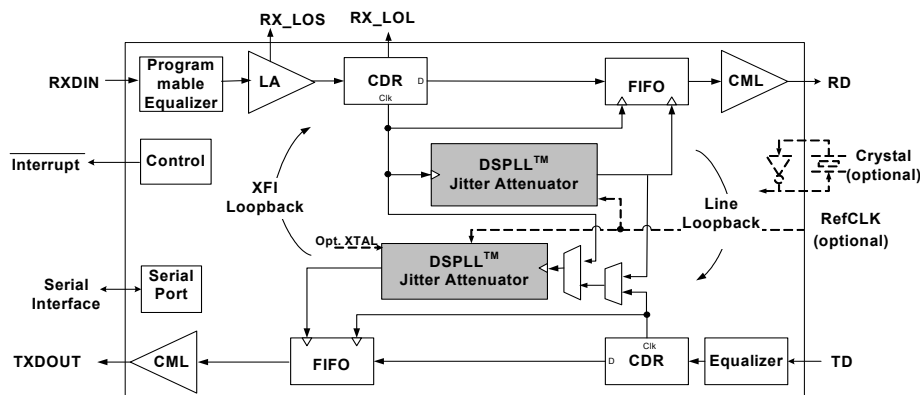 RX_LOS
RX_LOL
RXDIN
Program
mable
Equalizer
LA
CDR
D
Clk
FIFO
CML
RD
Interrupt
Control
XFI
Loopback
DSPLL™
Jitter Attenuator
Line
Loopback
Crystal
(optional)
RefCLK
(optional)
Opt. XTAL
DSPLL™
Jitter Attenuator
Serial
Interface
Serial
Port
TXDOUT
CML
FIFO
D
Clk
CDR
Equalizer
TD